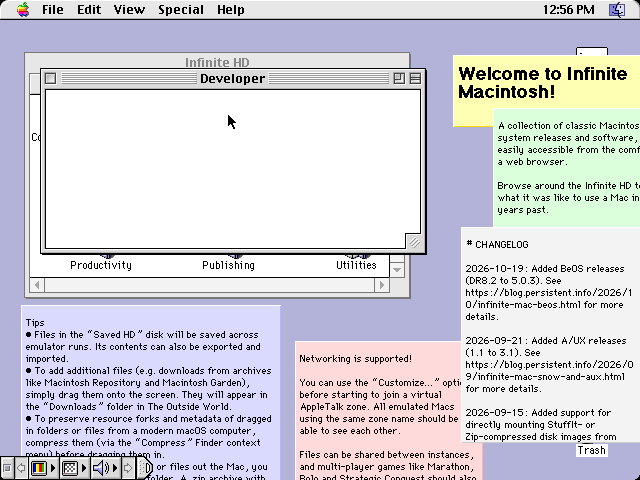 File Edit View Special Help
12:56 PM
Infinite HD
Developer
Productivity Publishing Utilities
Welcome to Infinite
Macintosh!
A collection of classic Macintos
system releases and software,
easily accessible from the comf
a web browser.
Browse around the Infinite HD t
what it was like to use a Mac in
years past.
# CHANGELOG
2026-10-19: Added BeOS releases
(DR8.2 to 5.0.3). See
https://blog.persistent.info/2026/1
0/infinite-mac-beos.html for more
details.
2026-09-21: Added A/UX releases
(1.1 to 3.1). See
https://blog.persistent.info/2026/0
9/infinite-mac-snow-and-aux.html
for more details.
2026-09-15: Added support for
directly mounting StuffIt- or
Zip-compressed disk images from
Trash
Tips
● Files in the "Saved HD" disk will be saved across
emulator runs. Its contents can also be exported and
imported.
● To add additional files (e.g. downloads from archives
like Macintosh Repository and Macintosh Garden),
simply drag them onto the screen. They will appear in
the "Downloads" folder in The Outside World.
● To preserve resource forks and metadata of dragged
in folders or files from a modern macOS computer,
compress them (via the "Compress" Finder context
menu) before dragging them in.
or files out the Mac, you
folder. A .zip archive with
Networking is supported!
You can use the "Customize..." optio
before starting to join a virtual
AppleTalk zone. All emulated Macs
using the same zone name should be
able to see each other.
Files can be shared between instances,
and multi-player games like Marathon,
Bolo and Strategic Conquest should also